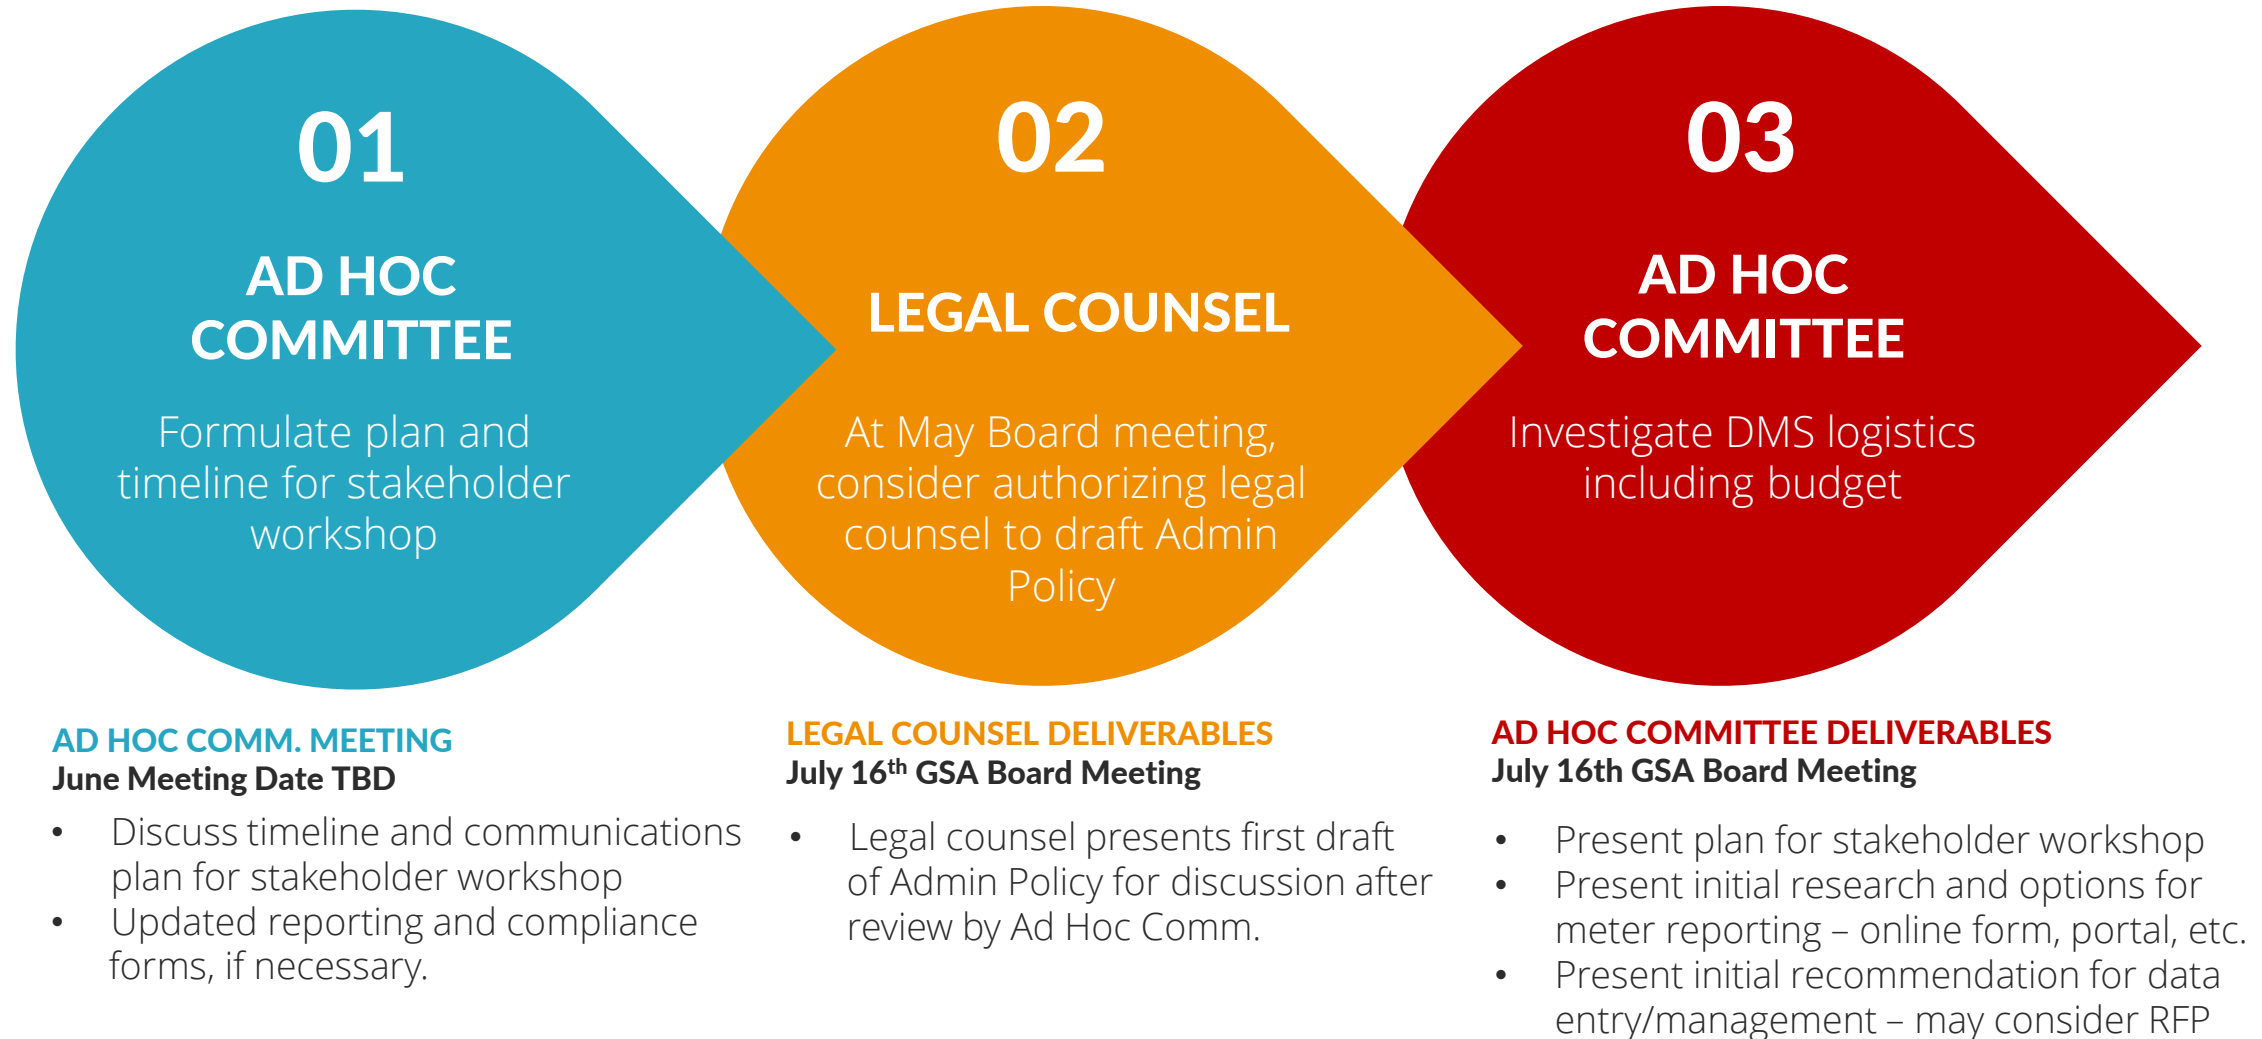 01
AD HOC
COMMITTEE
Formulate plan and
timeline for stakeholder
workshop
02
LEGAL COUNSEL
At May Board meeting,
consider authorizing legal
counsel to draft Admin
Policy
03
AD HOC
COMMITTEE
Investigate DMS logistics
including budget
AD HOC COMM. MEETING
June Meeting Date TBD
• Discuss timeline and communications
plan for stakeholder workshop
• Updated reporting and compliance
forms, if necessary.
LEGAL COUNSEL DELIVERABLES
July 16th GSA Board Meeting
• Legal counsel presents first draft
of Admin Policy for discussion after
review by Ad Hoc Comm.
AD HOC COMMITTEE DELIVERABLES
July 16th GSA Board Meeting
• Present plan for stakeholder workshop
• Present initial research and options for
meter reporting – online form, portal, etc.
• Present initial recommendation for data
entry/management – may consider RFP